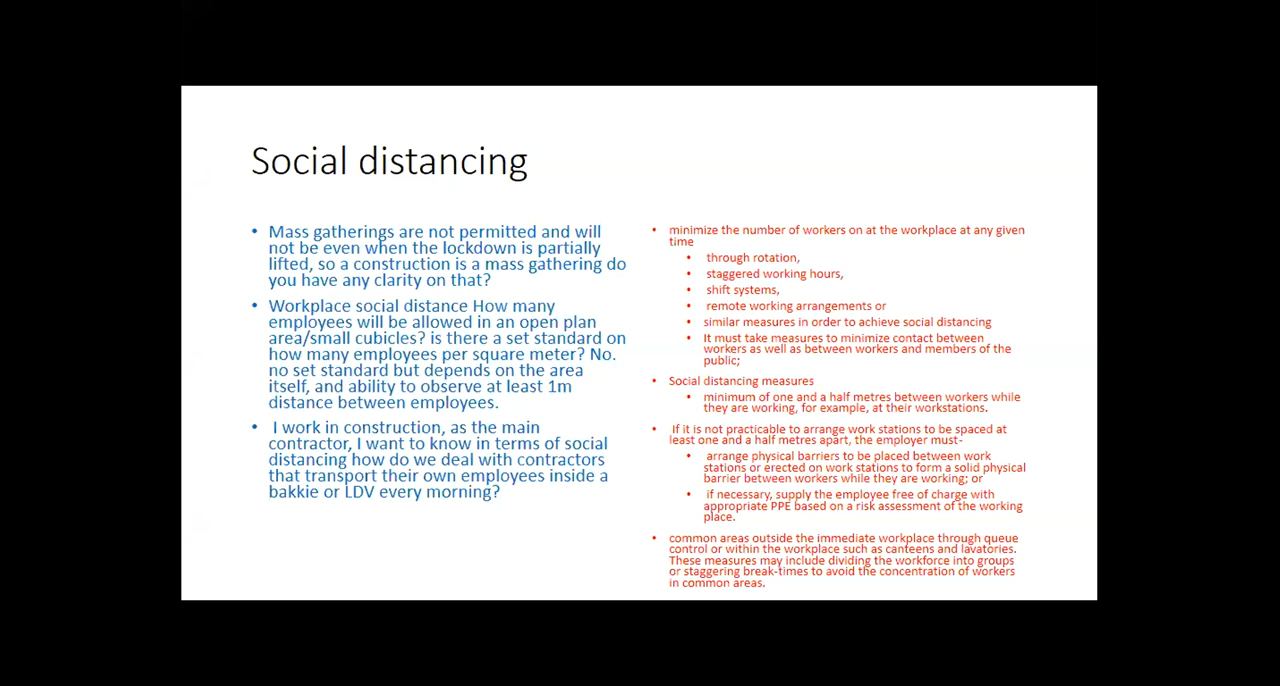 Social distancing
• Mass gatherings are not permitted and will
not be even when the lockdown is partially
lifted, so a construction is a mass gathering do
you have any clarity on that?
• Workplace social distance How many
employees will be allowed in an open plan
area/small cubicles? is there a set standard on
how many employees per square meter? No.
no set standard but depends on the area
itself, and ability to observe at least 1m
distance between employees.
• I work in construction, as the main
contractor, I want to know in terms of social
distancing how do we deal with contractors
that transport their own employees inside a
bakkie or LDV every morning?
• minimize the number of workers on at the workplace at any given
time
• through rotation,
• staggered working hours,
• shift systems,
• remote working arrangements or
• similar measures in order to achieve social distancing
• It must take measures to minimize contact between
workers as well as between workers and members of the
public;
• Social distancing measures
• minimum of one and a half metres between workers while
they are working, for example, at their workstations.
• If it is not practicable to arrange work stations to be spaced at
least one and a half metres apart, the employer must-
• arrange physical barriers to be placed between work
stations or erected on work stations to form a solid physical
barrier between workers while they are working; or
• if necessary, supply the employee free of charge with
appropriate PPE based on a risk assessment of the working
place.
• common areas outside the immediate workplace through queue
control or within the workplace such as canteens and lavatories.
These measures may include dividing the workforce into groups
or staggering break-times to avoid the concentration of workers
in common areas.